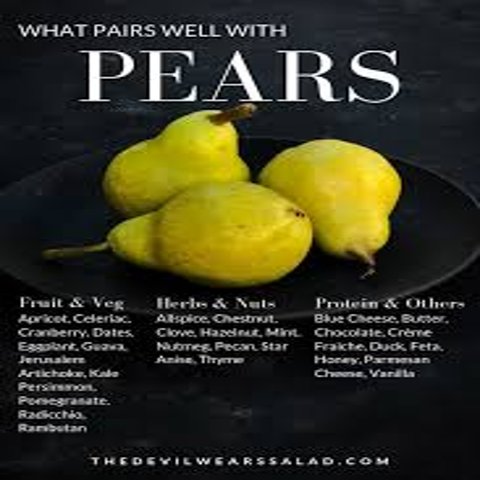 WHAT PAIRS WELL WITH
PEARS
Fruit & Veg
Apricot, Celeriac,
Cranberry, Dates,
Eggplant, Guava,
Jerusalem
Artichoke, Kale
Persimmon,
Pomegranate,
Radicchio,
Rambutan
Herbs & Nuts
Allspice, Chestnut,
Clove, Hazelnut, Mint,
Nutmeg, Pecan, Star
Anise, Thyme
Protein & Others
Blue Cheese, Butter,
Chocolate, Crème
Fraiche, Duck, Feta,
Honey, Parmesan
Cheese, Vanilla
THEDEVILWEARSSALAD.COM